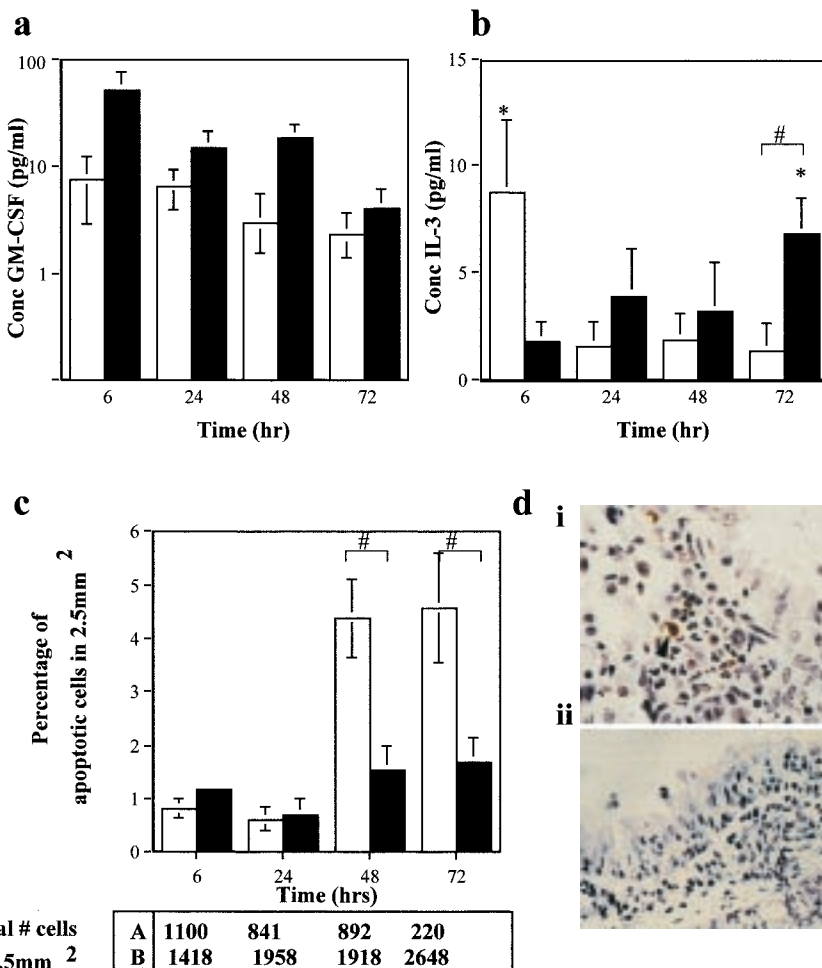 a
Conc GM-CSF (pg/ml)
100
10
1
6 24 48 72
Time (hr)
b
Conc IL-3 (pg/ml)
15
10
5
0
*
#
*
6 24 48 72
Time (hr)
c
Percentage of
apoptotic cells in 2.5mm 2
6
5
4
3
2
1
0
# #
6 24 48 72
Time (hrs)
# cells
A 1100 841 892 220
.5mm 2
B 1418 1958 1918 2648
d
i
ii